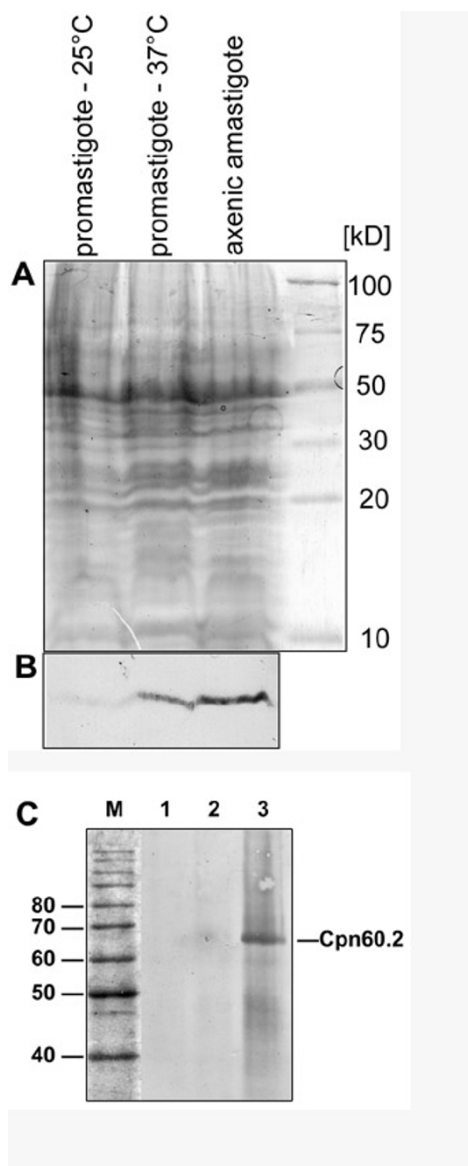 promastigote - 25°C
promastigote - 37°C
axenic amastigote
[kD]
A
100
75
50
30
20
10
B
C
M 1 2 3
80
70
60
50
40
Cpn60.2